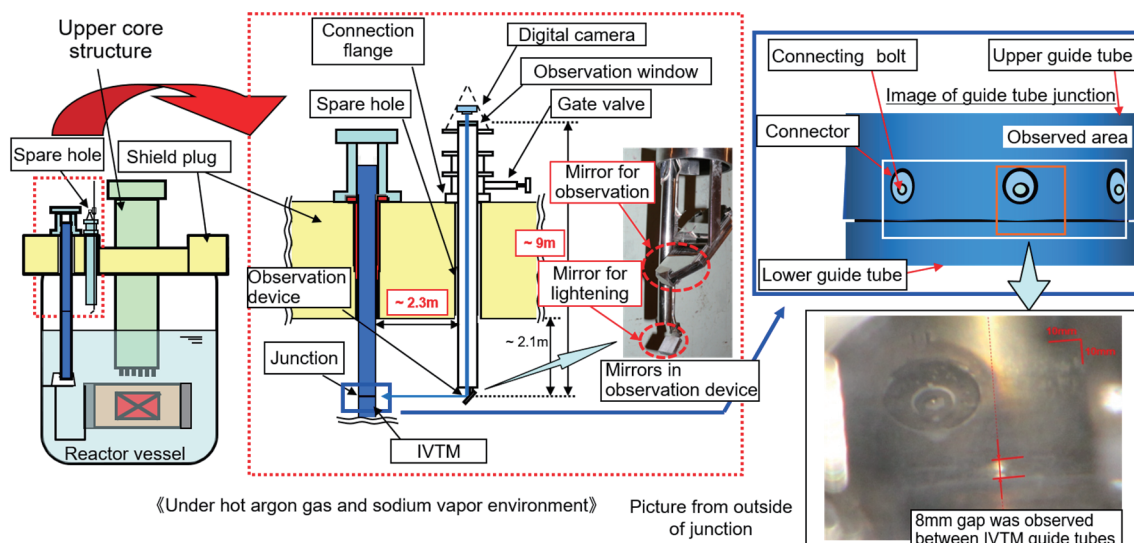 Upper core
structure
Spare hole
Shield plug
Reactor vessel
Connection
flange
Spare hole
Digital camera
Observation window
Gate valve
Mirror for
observation
~ 9m
Observation
device
~ 2.3m
Mirror for
lightening
~ 2.1m
Junction
Mirrors in
observation device
IVTM
《Under hot argon gas and sodium vapor environment》
Picture from outside
of junction
Connecting bolt
Upper guide tube
Image of guide tube junction
Connector
Observed area
Lower guide tube
10mm
8mm gap was observed
between IVTM guide tubes